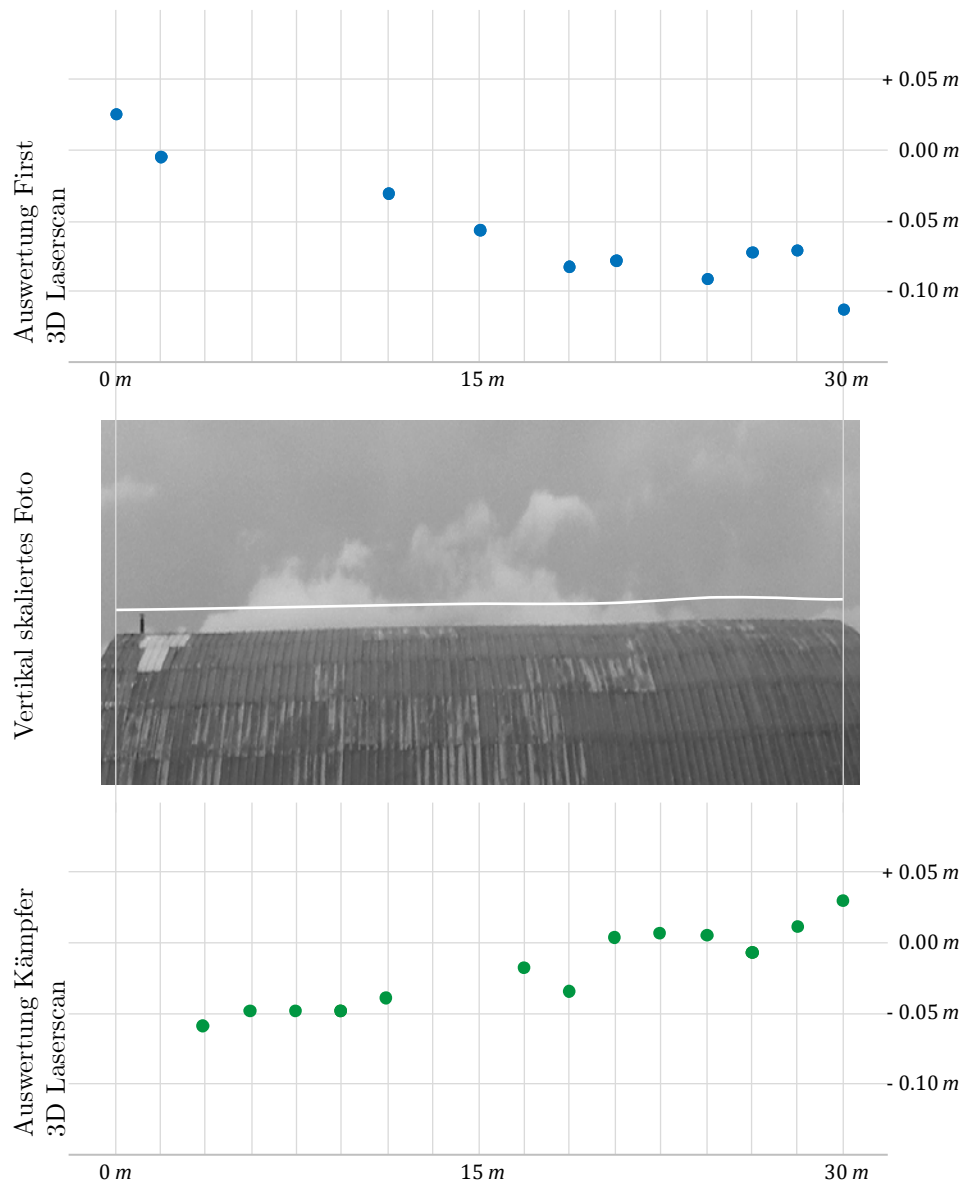 Auswertung First
3D Laserscan
+ 0.05 m
0.00 m
- 0.05 m
- 0.10 m
0 m
15 m
30 m
Vertikal skaliertes Foto
Auswertung Kämpfer
3D Laserscan
+ 0.05 m
0.00 m
- 0.05 m
- 0.10 m
0 m
15 m
30 m